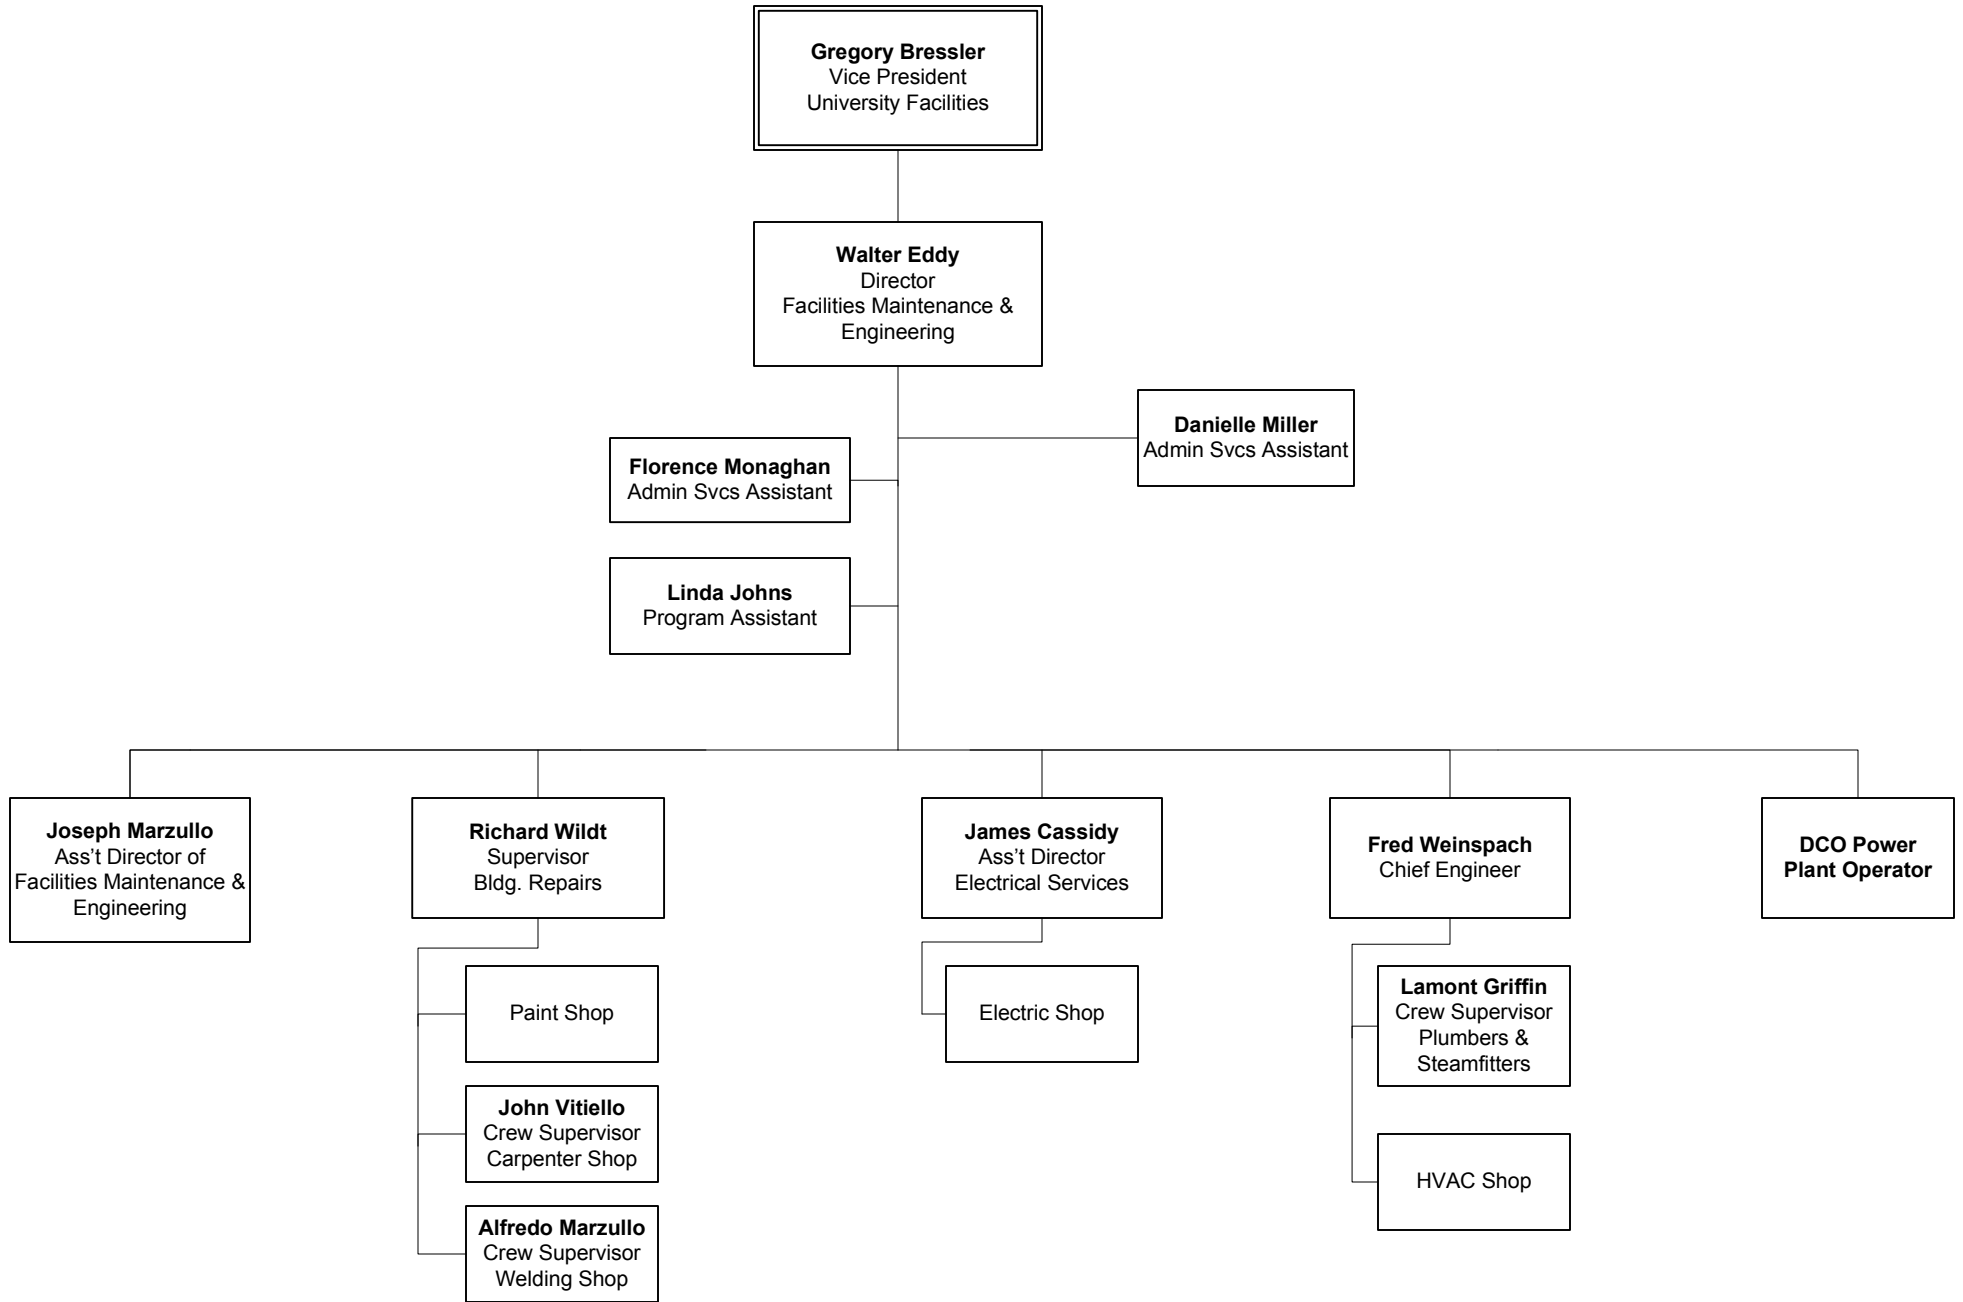 Gregory Bressler
Vice President
University Facilities
Walter Eddy
Director
Facilities Maintenance &
Engineering
Danielle Miller
Admin Svcs Assistant
Florence Monaghan
Admin Svcs Assistant
Linda Johns
Program Assistant
Joseph Marzullo
Ass’t Director of
Facilities Maintenance &
Engineering
Richard Wildt
Supervisor
Bldg. Repairs
James Cassidy
Ass’t Director
Electrical Services
Fred Weinspach
Chief Engineer
DCO Power
Plant Operator
Paint Shop
John Vitiello
Crew Supervisor
Carpenter Shop
Alfredo Marzullo
Crew Supervisor
Welding Shop
Electric Shop
Lamont Griffin
Crew Supervisor
Plumbers &
Steamfitters
HVAC Shop